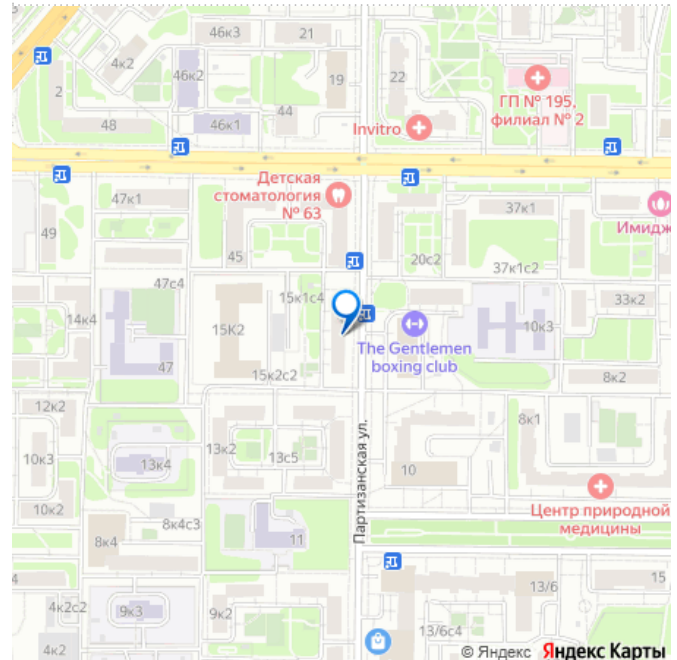 46к3
21
4к2
46к2
19
22
2
44
ГП № 195,
филиал № 2
48
46к1
Invitro
Детская
стоматология
№ 63
47к1
37к1
Имидж
49
45
20с2
37к1с2
47с4
15к1с4
33к2
14к4
15К2
10к3
The Gentlemen
boxing club
47
15к2с2
8к2
12к2
8к1
13к2
10к3
13к4
13с5
10
Центр природной
медицины
10к2
8к4с3
Партизанская ул.
8к4
11
4
13/6
15
4к2с2
9к3
9к2
13/6с4
4к2
© Яндекс Яндекс Карты